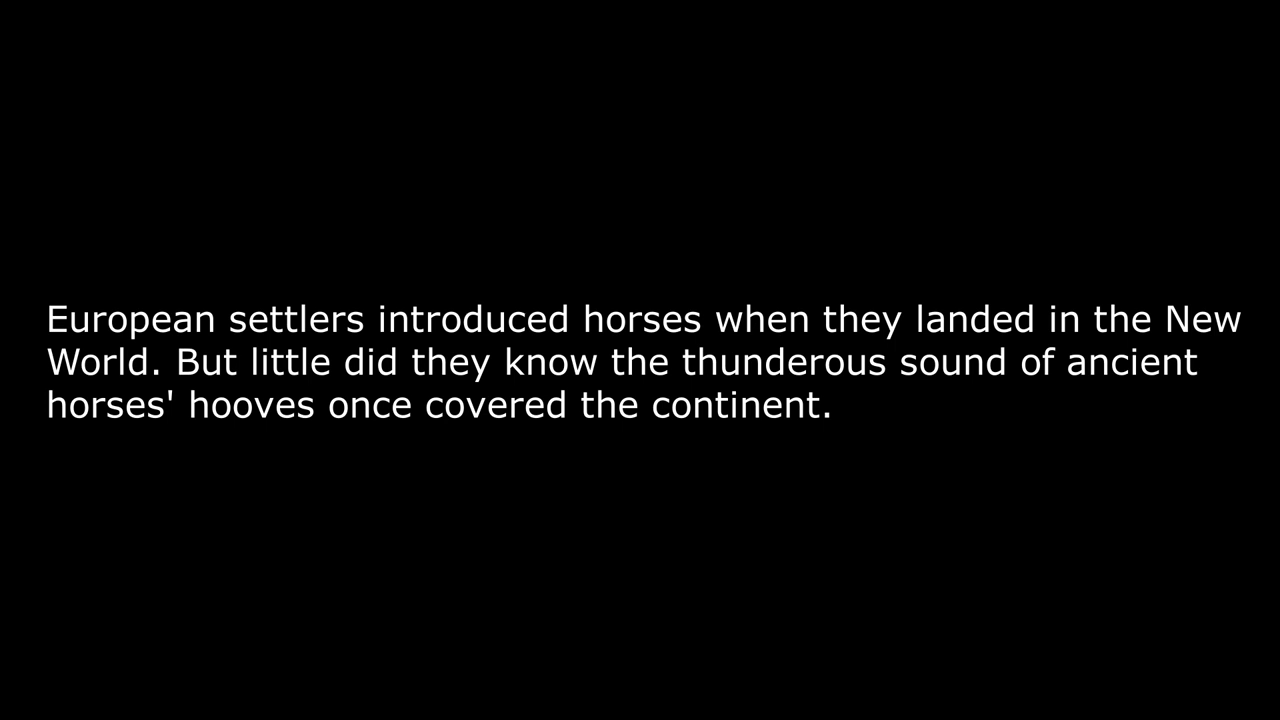 European settlers introduced horses when they landed in the New
World. But little did they know the thunderous sound of ancient
horses' hooves once covered the continent.